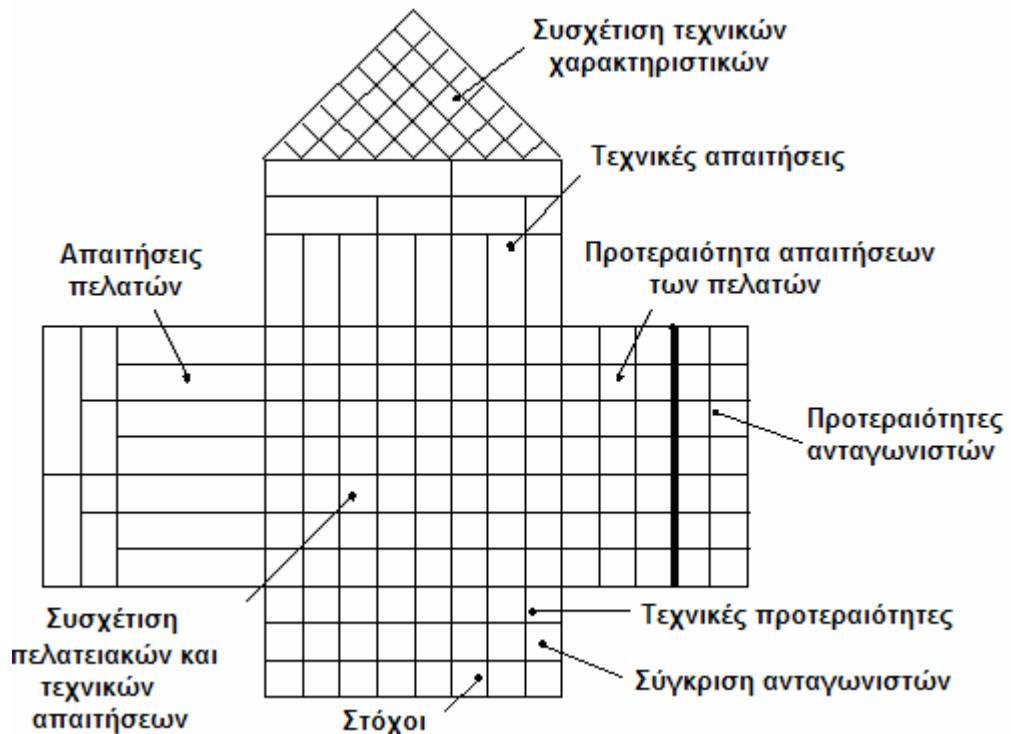 Συσχέτιση τεχνικών
χαρακτηριστικών
Τεχνικές απαιτήσεις
Απαιτήσεις
πελατών
Προτεραιότητα απαιτήσεων
των πελατών
Προτεραιότητες
ανταγωνιστών
Συσχέτιση
πελατειακών και
τεχνικών
απαιτήσεων
Τεχνικές προτεραιότητες
Σύγκριση ανταγωνιστών
Στόχοι